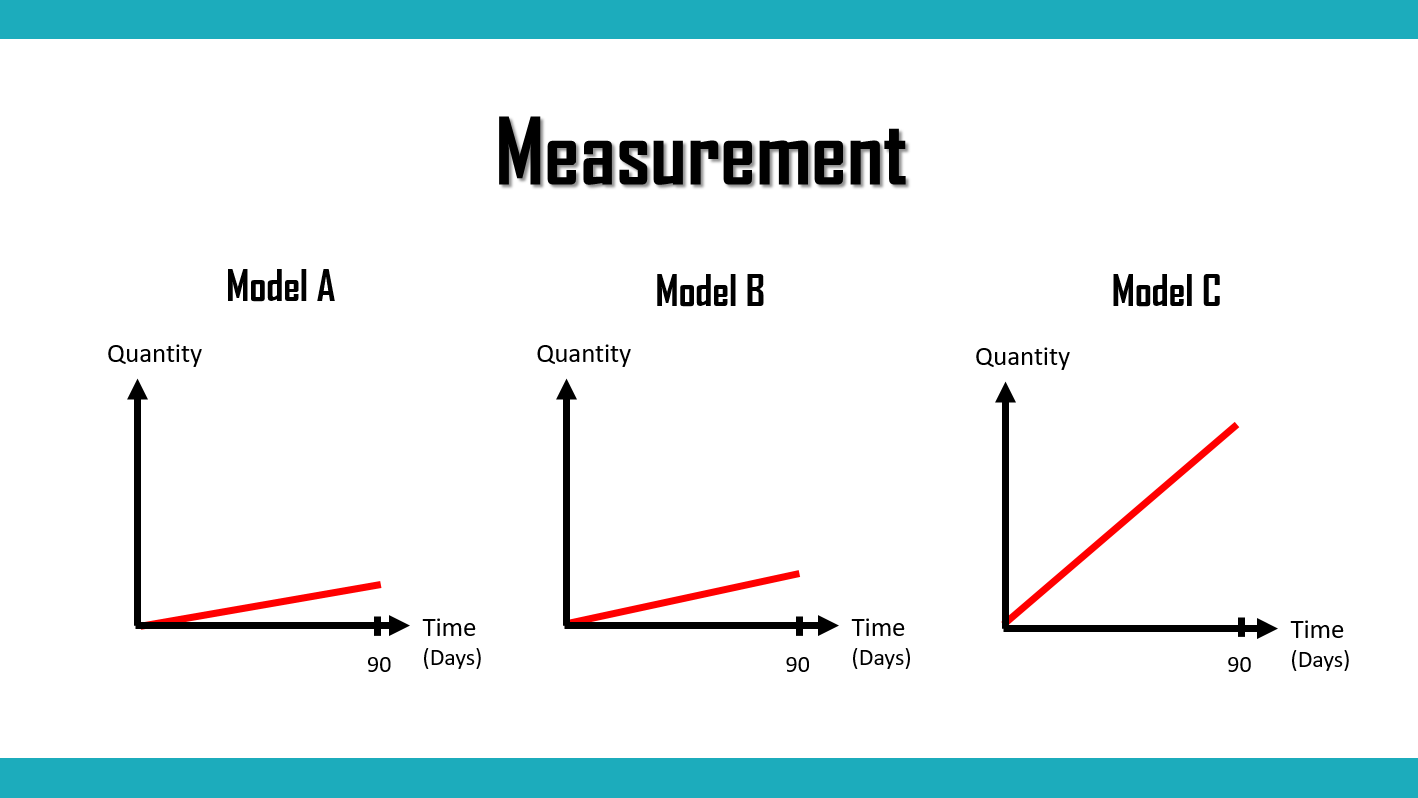 Measurement
Model A
Quantity
Time
(Days)
90
Model B
Quantity
Time
(Days)
90
Model C
Quantity
Time
(Days)
90